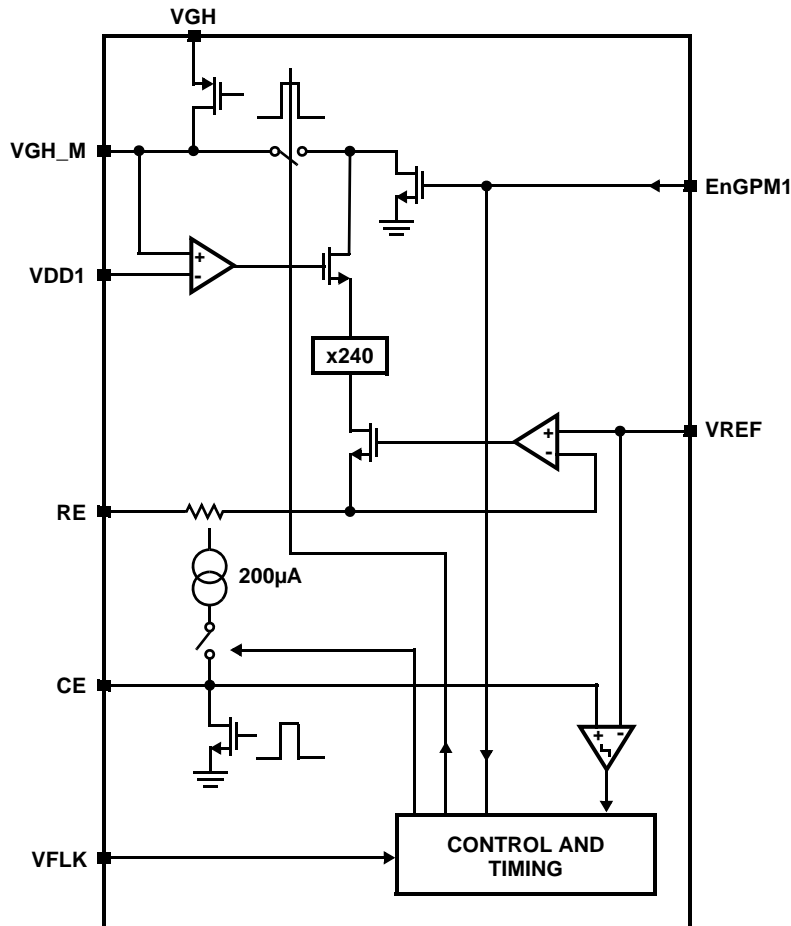 VGH
VGH_M
EnGPM1
+
-
VDD1
x240
+
-
VREF
RE
200µA
CE
+ -
CONTROL AND
TIMING
VFLK